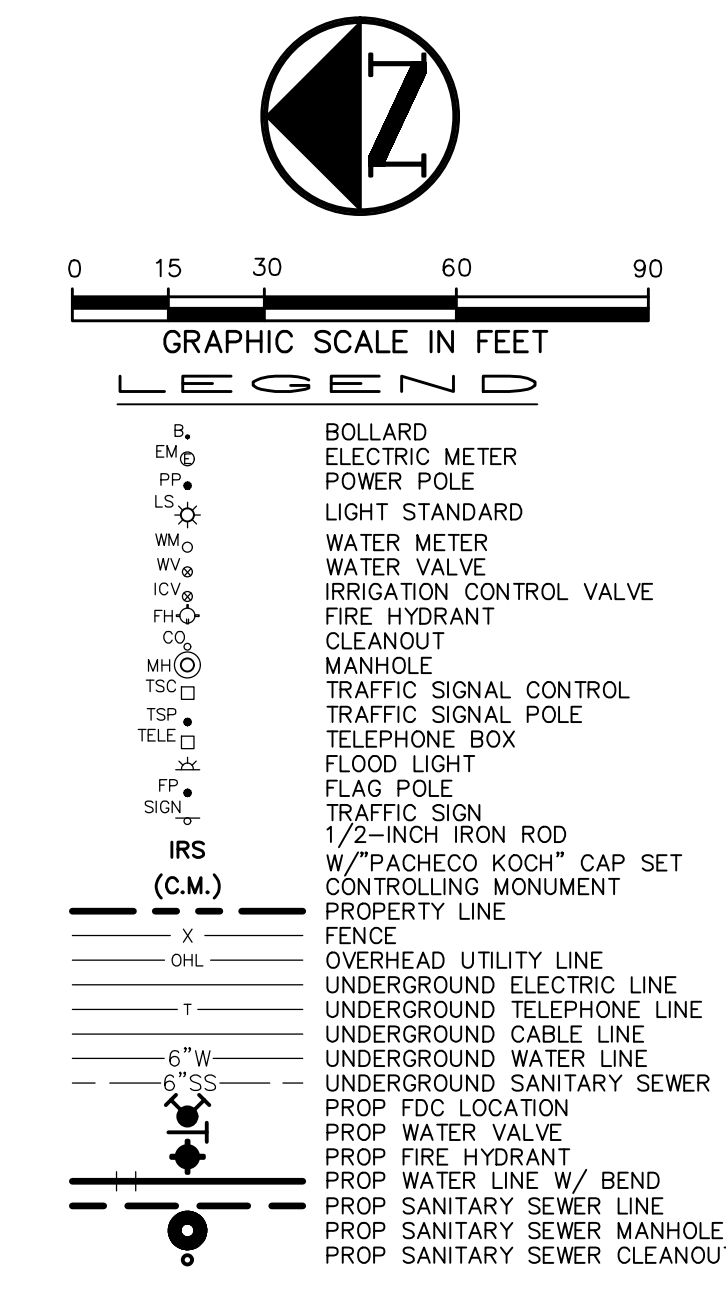 N
0 15 30 60 90
GRAPHIC SCALE IN FEET
LEGEND
B BOLLARD
EM E ELECTRIC METER
PP POWER POLE
LS LIGHT STANDARD
WM WATER METER
WV WATER VALVE
ICV IRRIGATION CONTROL VALVE
FH FIRE HYDRANT
CO CLEANOUT
MH MANHOLE
TSC TRAFFIC SIGNAL CONTROL
TSP TRAFFIC SIGNAL POLE
TELE TELEPHONE BOX
FLOOD LIGHT
FP FLAG POLE
SIGN TRAFFIC SIGN
1/2-INCH IRON ROD
IRS W/"PACHECO KOCH" CAP SET
(C.M.) CONTROLLING MONUMENT
PROPERTY LINE
X FENCE
OHL OVERHEAD UTILITY LINE
UNDERGROUND ELECTRIC LINE
T UNDERGROUND TELEPHONE LINE
UNDERGROUND CABLE LINE
6"W UNDERGROUND WATER LINE
6"SS UNDERGROUND SANITARY SEWER
PROP FDC LOCATION
PROP WATER VALVE
PROP FIRE HYDRANT
PROP WATER LINE W/ BEND
PROP SANITARY SEWER LINE
PROP SANITARY SEWER MANHOLE
PROP SANITARY SEWER CLEANOUT